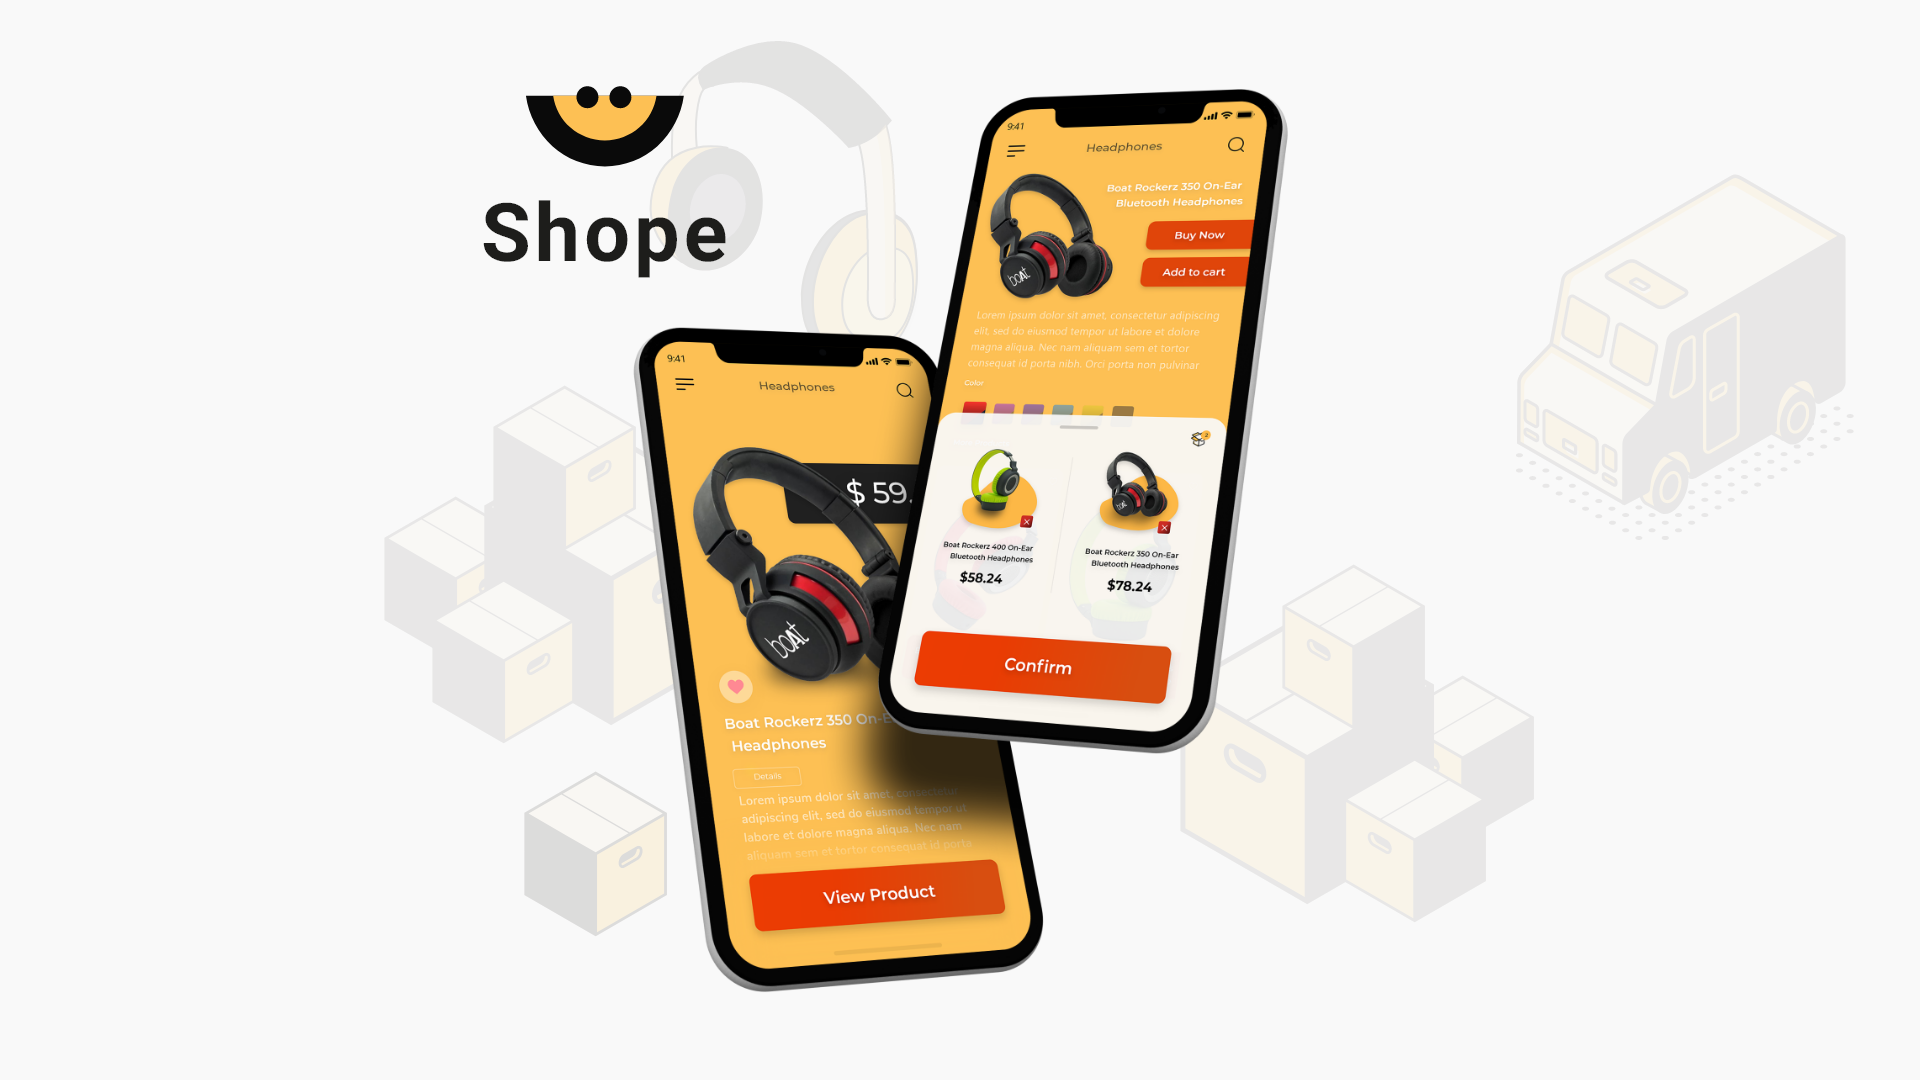 Shope
9:41
Headphones
$ 59.
boAt
Boat Rockerz 350 On-E
Headphones
Details
Lorem ipsum dolor sit amet, consectetur
adipiscing elit, sed do eiusmod tempor ut
labore et dolore magna aliqua. Nec nam
aliquam sem et tortor consequat id porta
View Product
9:41
Headphones
Boat Rockerz 350 On-Ear
Bluetooth Headphones
Buy Now
Add to cart
boAt
Lorem ipsum dolor sit amet, consectetur adipiscing
elit, sed do eiusmod tempor ut labore et dolore
magna aliqua. Nec nam aliquam sem et tortor
consequat id porta nibh. Orci porta non pulvinar
Color
2
Boat Rockerz 400 On-Ear
Bluetooth Headphones
$58.24
boAt
Boat Rockerz 350 On-Ear
Bluetooth Headphones
$78.24
Confirm